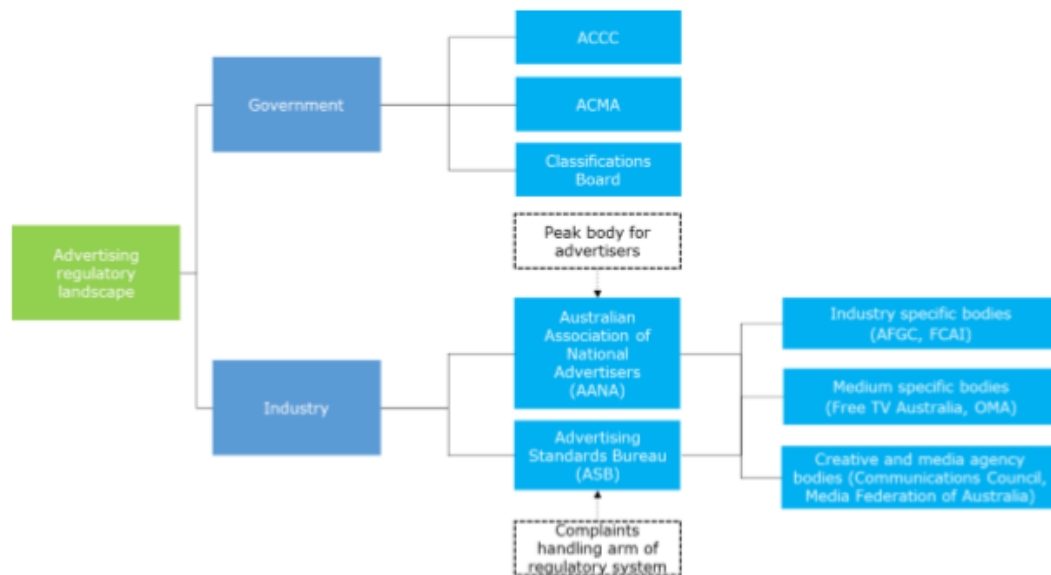 ACCC
Government
ACMA
Classifications
Board
Peak body for
advertisers
Advertising
regulatory
landscape
Australian
Association of
National
Advertisers
(AANA)
Industry specific bodies
(AFGC, FCAI)
Industry
Medium specific bodies
(Free TV Australia, OMA)
Advertising
Standards Bureau
(ASB)
Creative and media agency
bodies (Communications Council,
Media Federation of Australia)
Complaints
handling arm of
regulatory system